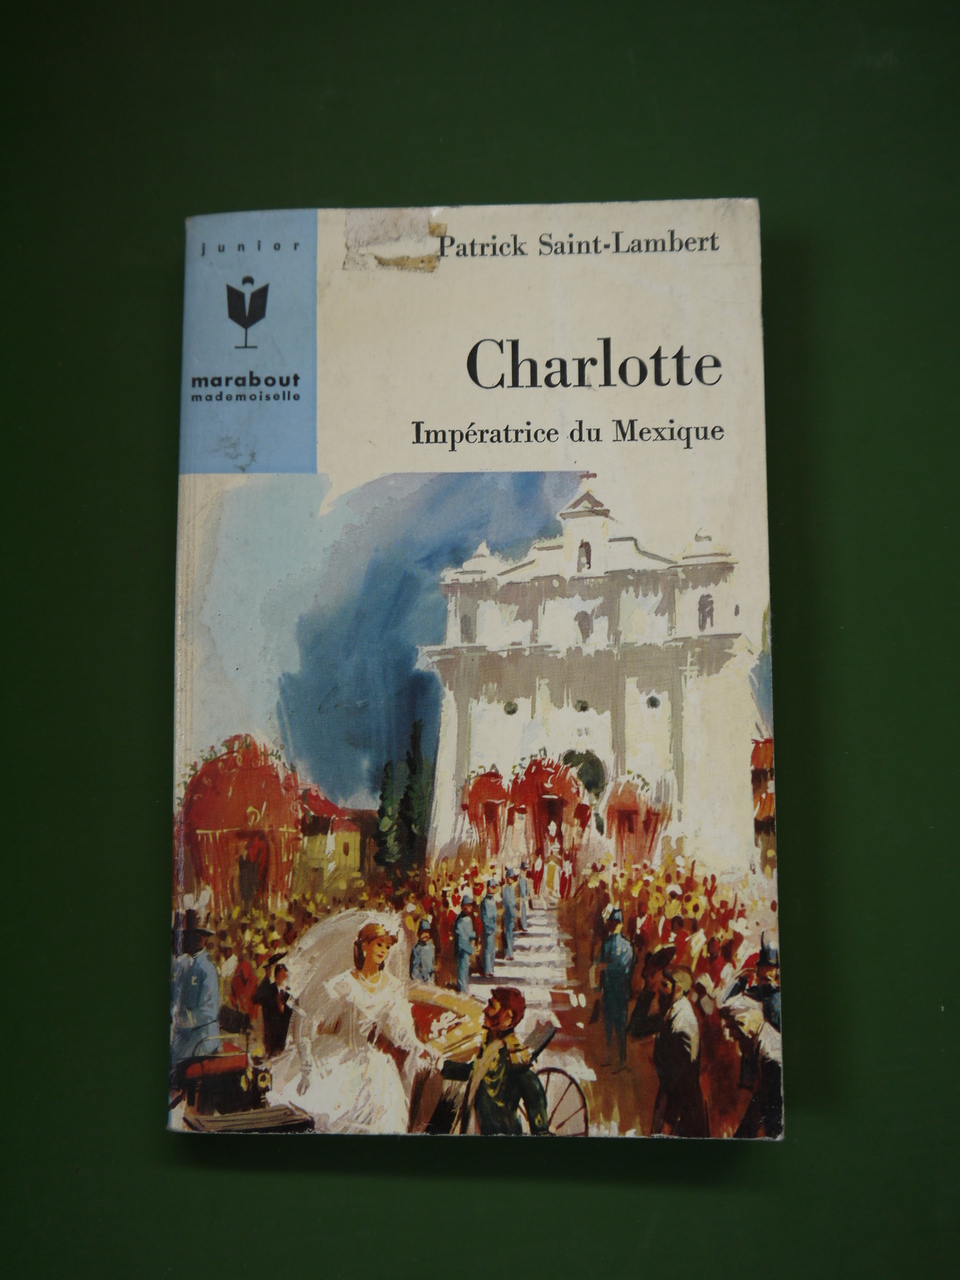 junior
marabout
mademoiselle
Patrick Saint-Lambert
Charlotte
Impératrice du Mexique